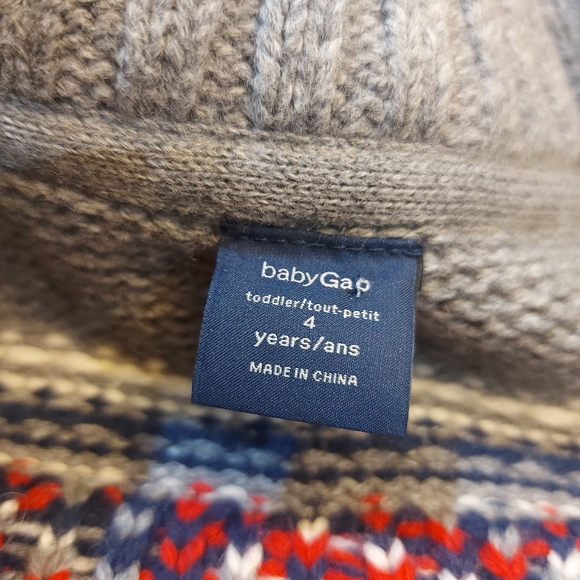 babyGap
toddler/tout-petit
4
years/ans
MADE IN CHINA